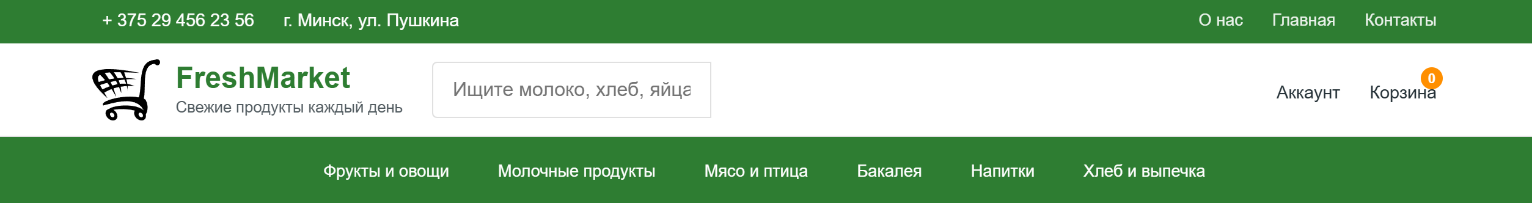 + 375 29 456 23 56 г. Минск, ул. Пушкина О нас Главная Контакты
FreshMarket
Свежие продукты каждый день
Ищите молоко, хлеб, яйца
Аккаунт Корзина 0
Фрукты и овощи Молочные продукты Мясо и птица Бакалея Напитки Хлеб и выпечка